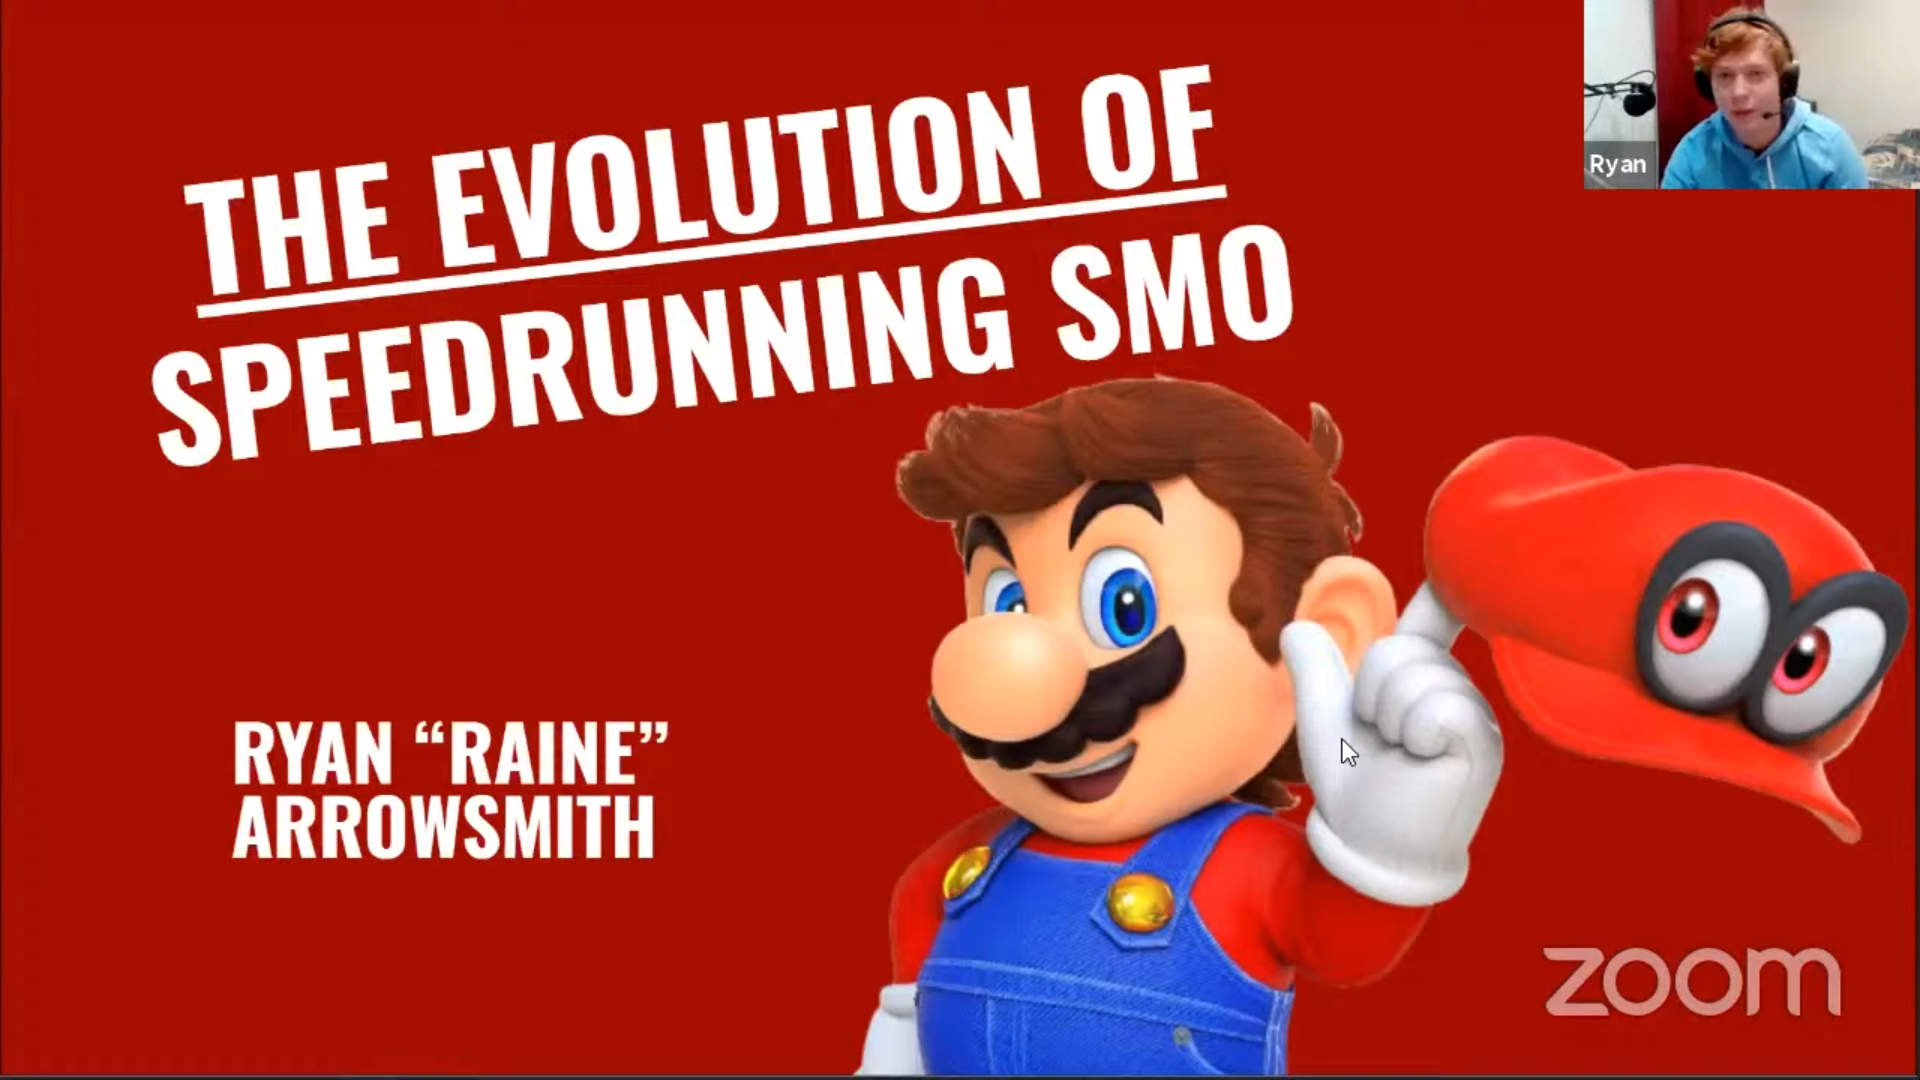 THE EVOLUTION OF
SPEEDRUNNING SMO
Ryan
RYAN “RAINE”
ARROWSMITH
zoom